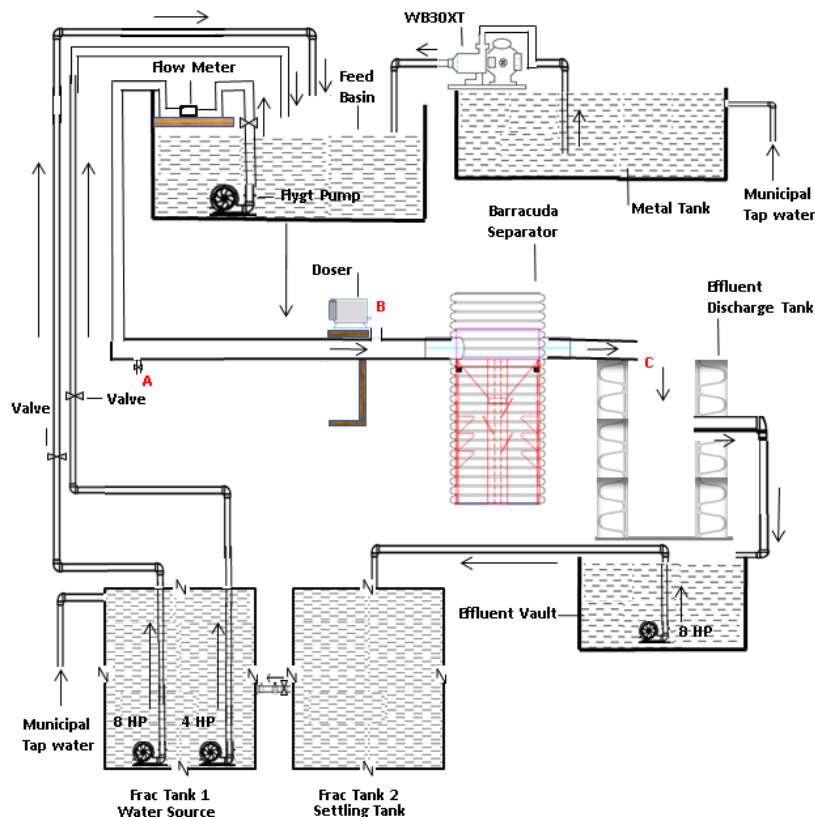 WB30XT
Flow Meter
Feed
Basin
Flygt Pump
Metal Tank
Municipal
Tap water
Barracuda
Separator
Doser
B
Effluent
Discharge Tank
A
C
Valve
Valve
N
N
N
N
N
N
N
N
Effluent Vault
8 HP
8 HP
4 HP
Municipal
Tap water
Frac Tank 1
Water Source
Frac Tank 2
Settling Tank